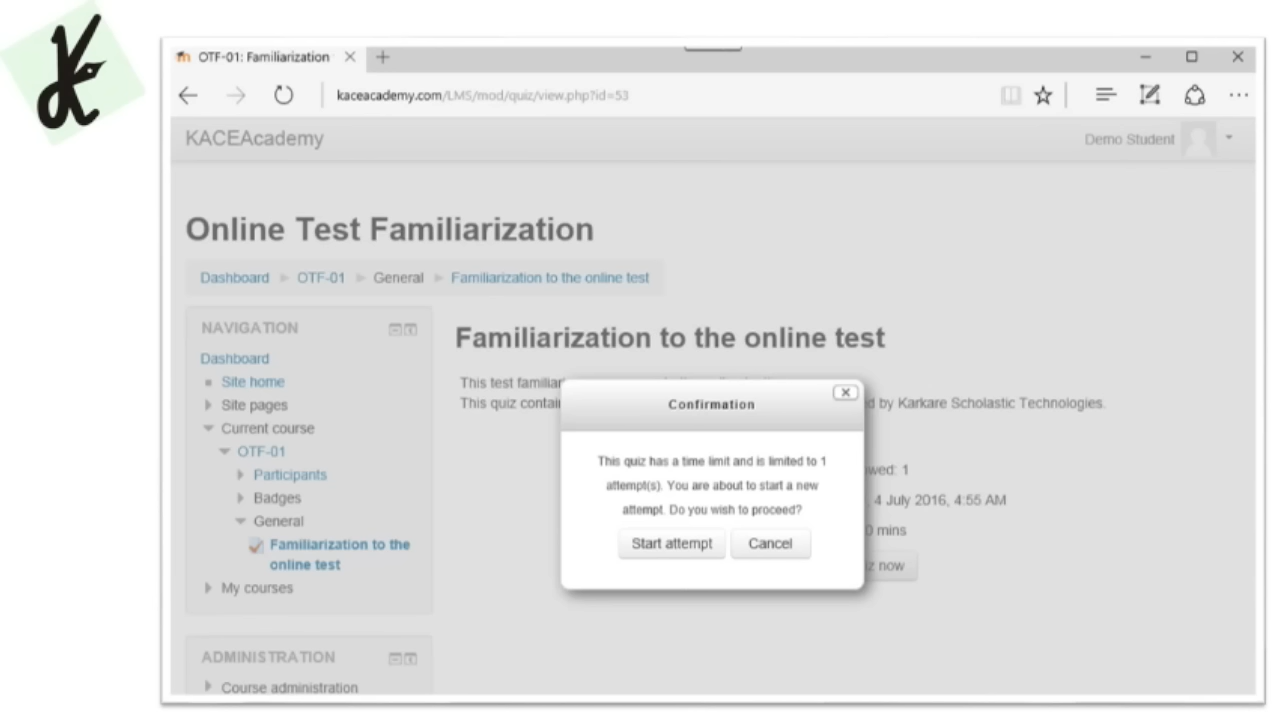 OTF-01: Familiarization
kaceacademy.com/LMS/mod/quiz/view.php?id=53
KACEAcademy
Demo Student
Online Test Familiarization
Dashboard OTF-01 General Familiarization to the online test
NAVIGATION
Dashboard
Site home
Site pages
Current course
OTF-01
Participants
Badges
General
Familiarization to the
online test
My courses
ADMINISTRATION
Course administration
Familiarization to the online test
This test
This quiz
d by Karkare Scholastic Technologies.
wed: 1
4 July 2016, 4:55 AM
0 mins
z now
Confirmation
This quiz has a time limit and is limited to 1
attempt(s). You are about to start a new
attempt. Do you wish to proceed?
Start attempt
Cancel